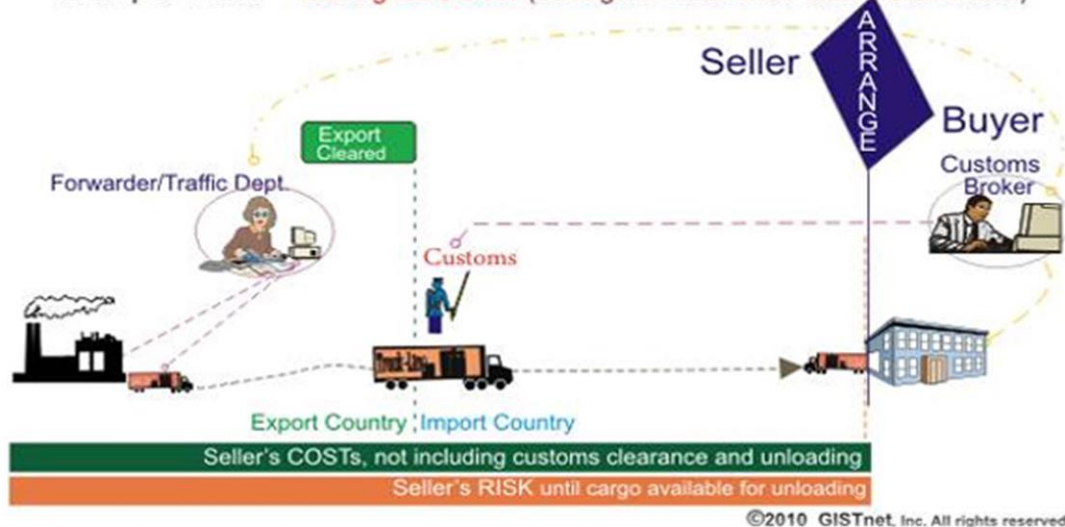 Seller
ARRANGE
Buyer
Export
Cleared
Customs
Broker
Forwarder/Traffic Dept.
Customs
Export Country
Import Country
Seller's COSTs, not including customs clearance and unloading
Seller's RISK until cargo available for unloading
©2010 GISTnet, Inc. All rights reserved